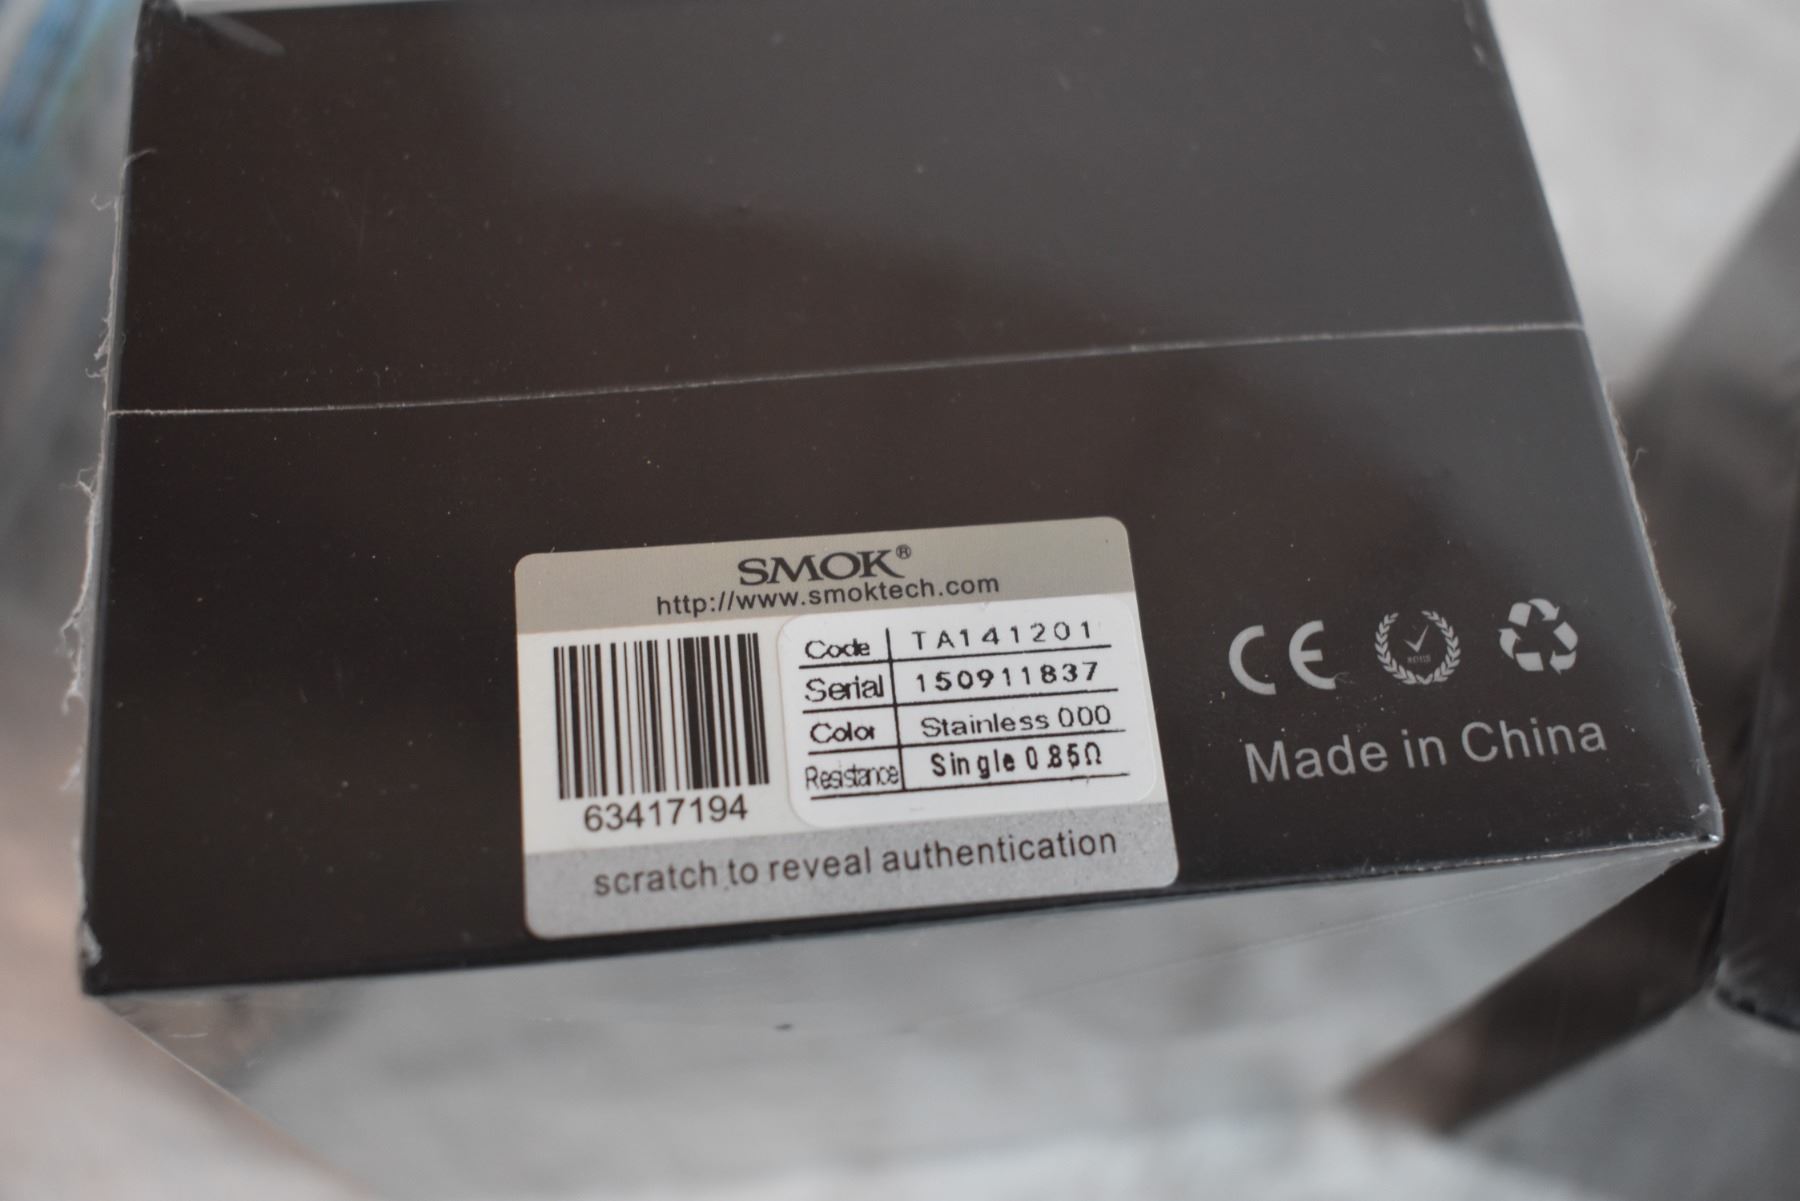 SMOK®
http://www.smoktech.com
Code TA141201
Serial 150911837
Color Stainless 000
Resistance Single 0.85Ω
63417194
scratch to reveal authentication
CE
Made in China